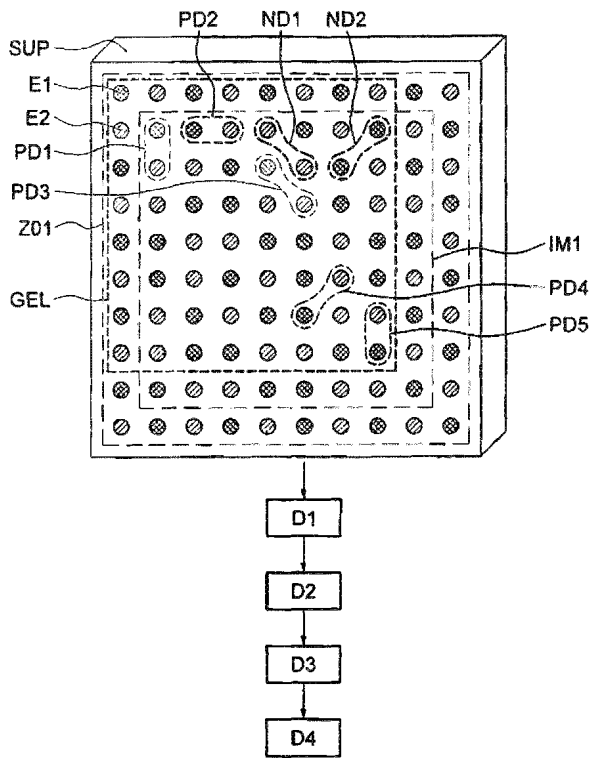 PD2 ND1 ND2
SUP
E1
E2
PD1
PD3
Z01
IM1
GEL
PD4
PD5
D1
D2
D3
D4